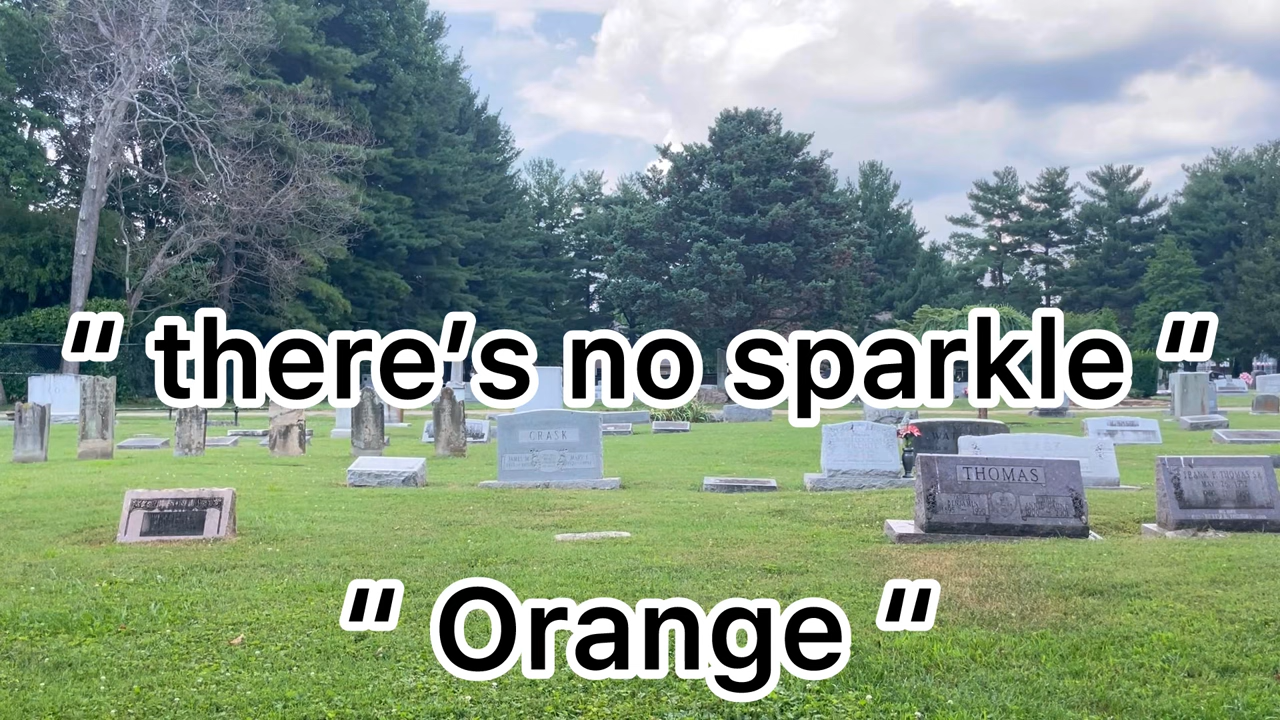 " there's no sparkle "
CRASK
THOMAS
" Orange "